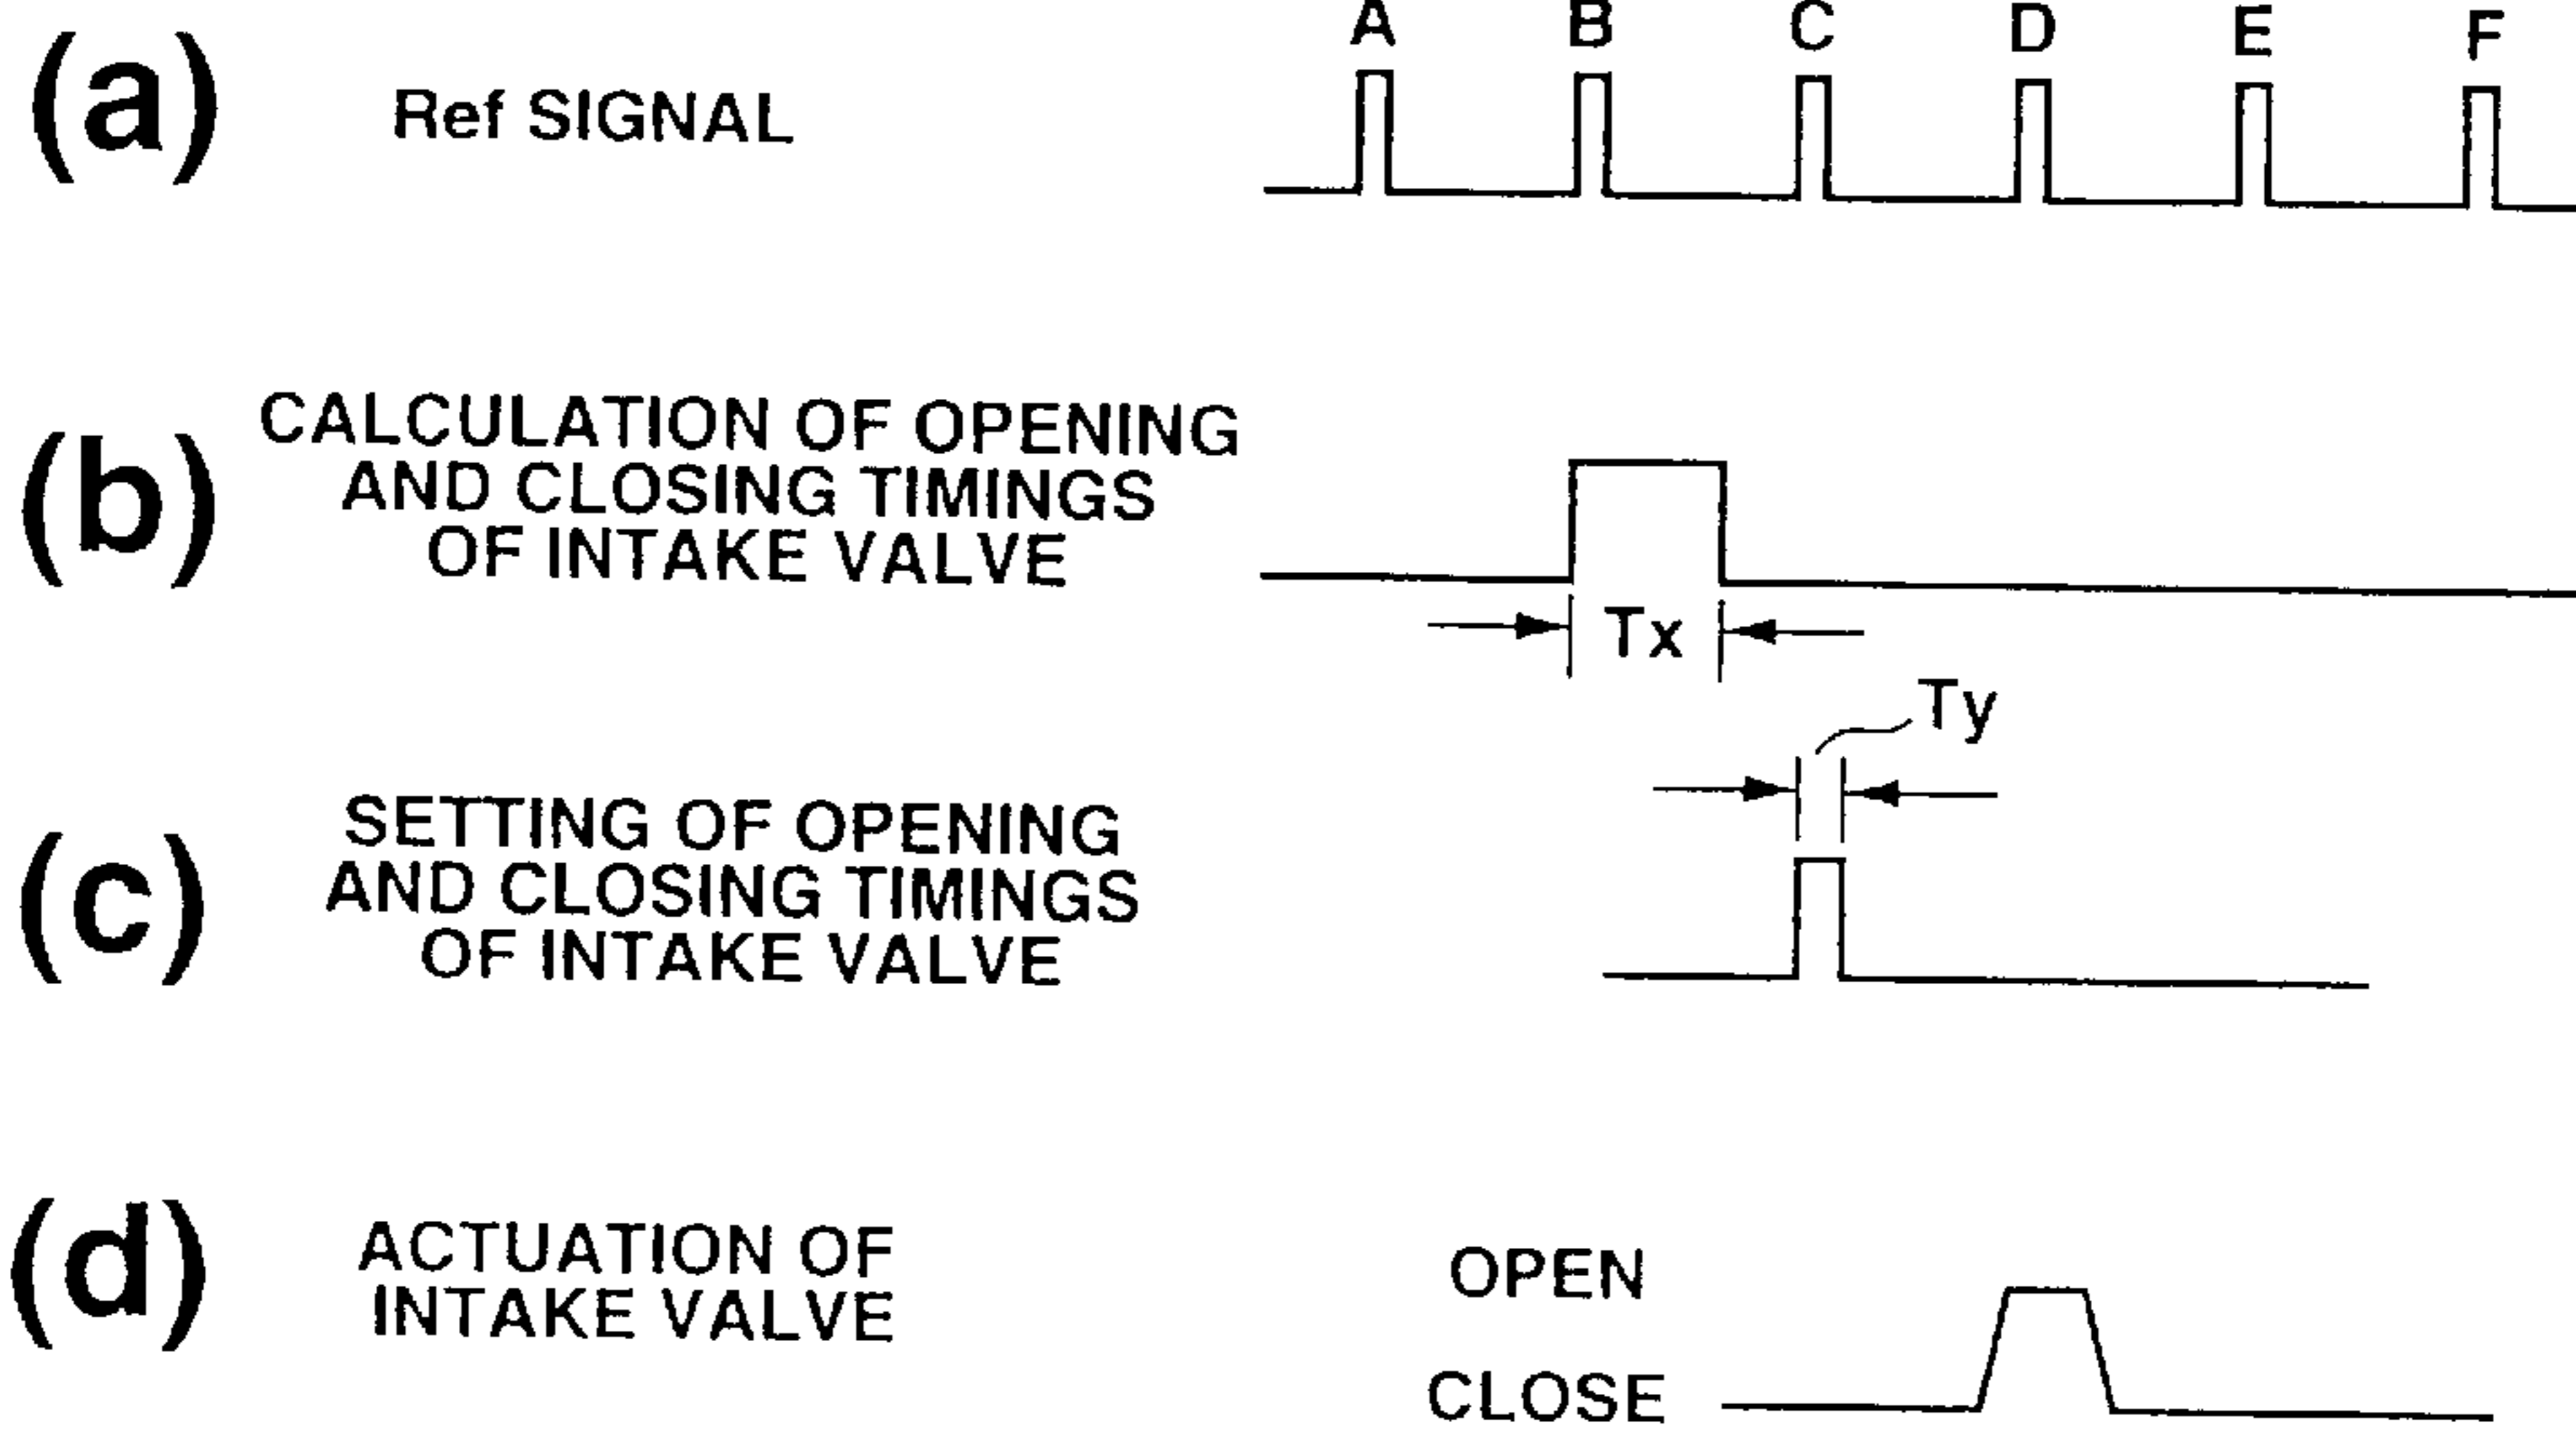 A B C D E F
(a) Ref SIGNAL
(b) CALCULATION OF OPENING
AND CLOSING TIMINGS
OF INTAKE VALVE
Tx
Ty
(c) SETTING OF OPENING
AND CLOSING TIMINGS
OF INTAKE VALVE
(d) ACTUATION OF
INTAKE VALVE
OPEN
CLOSE